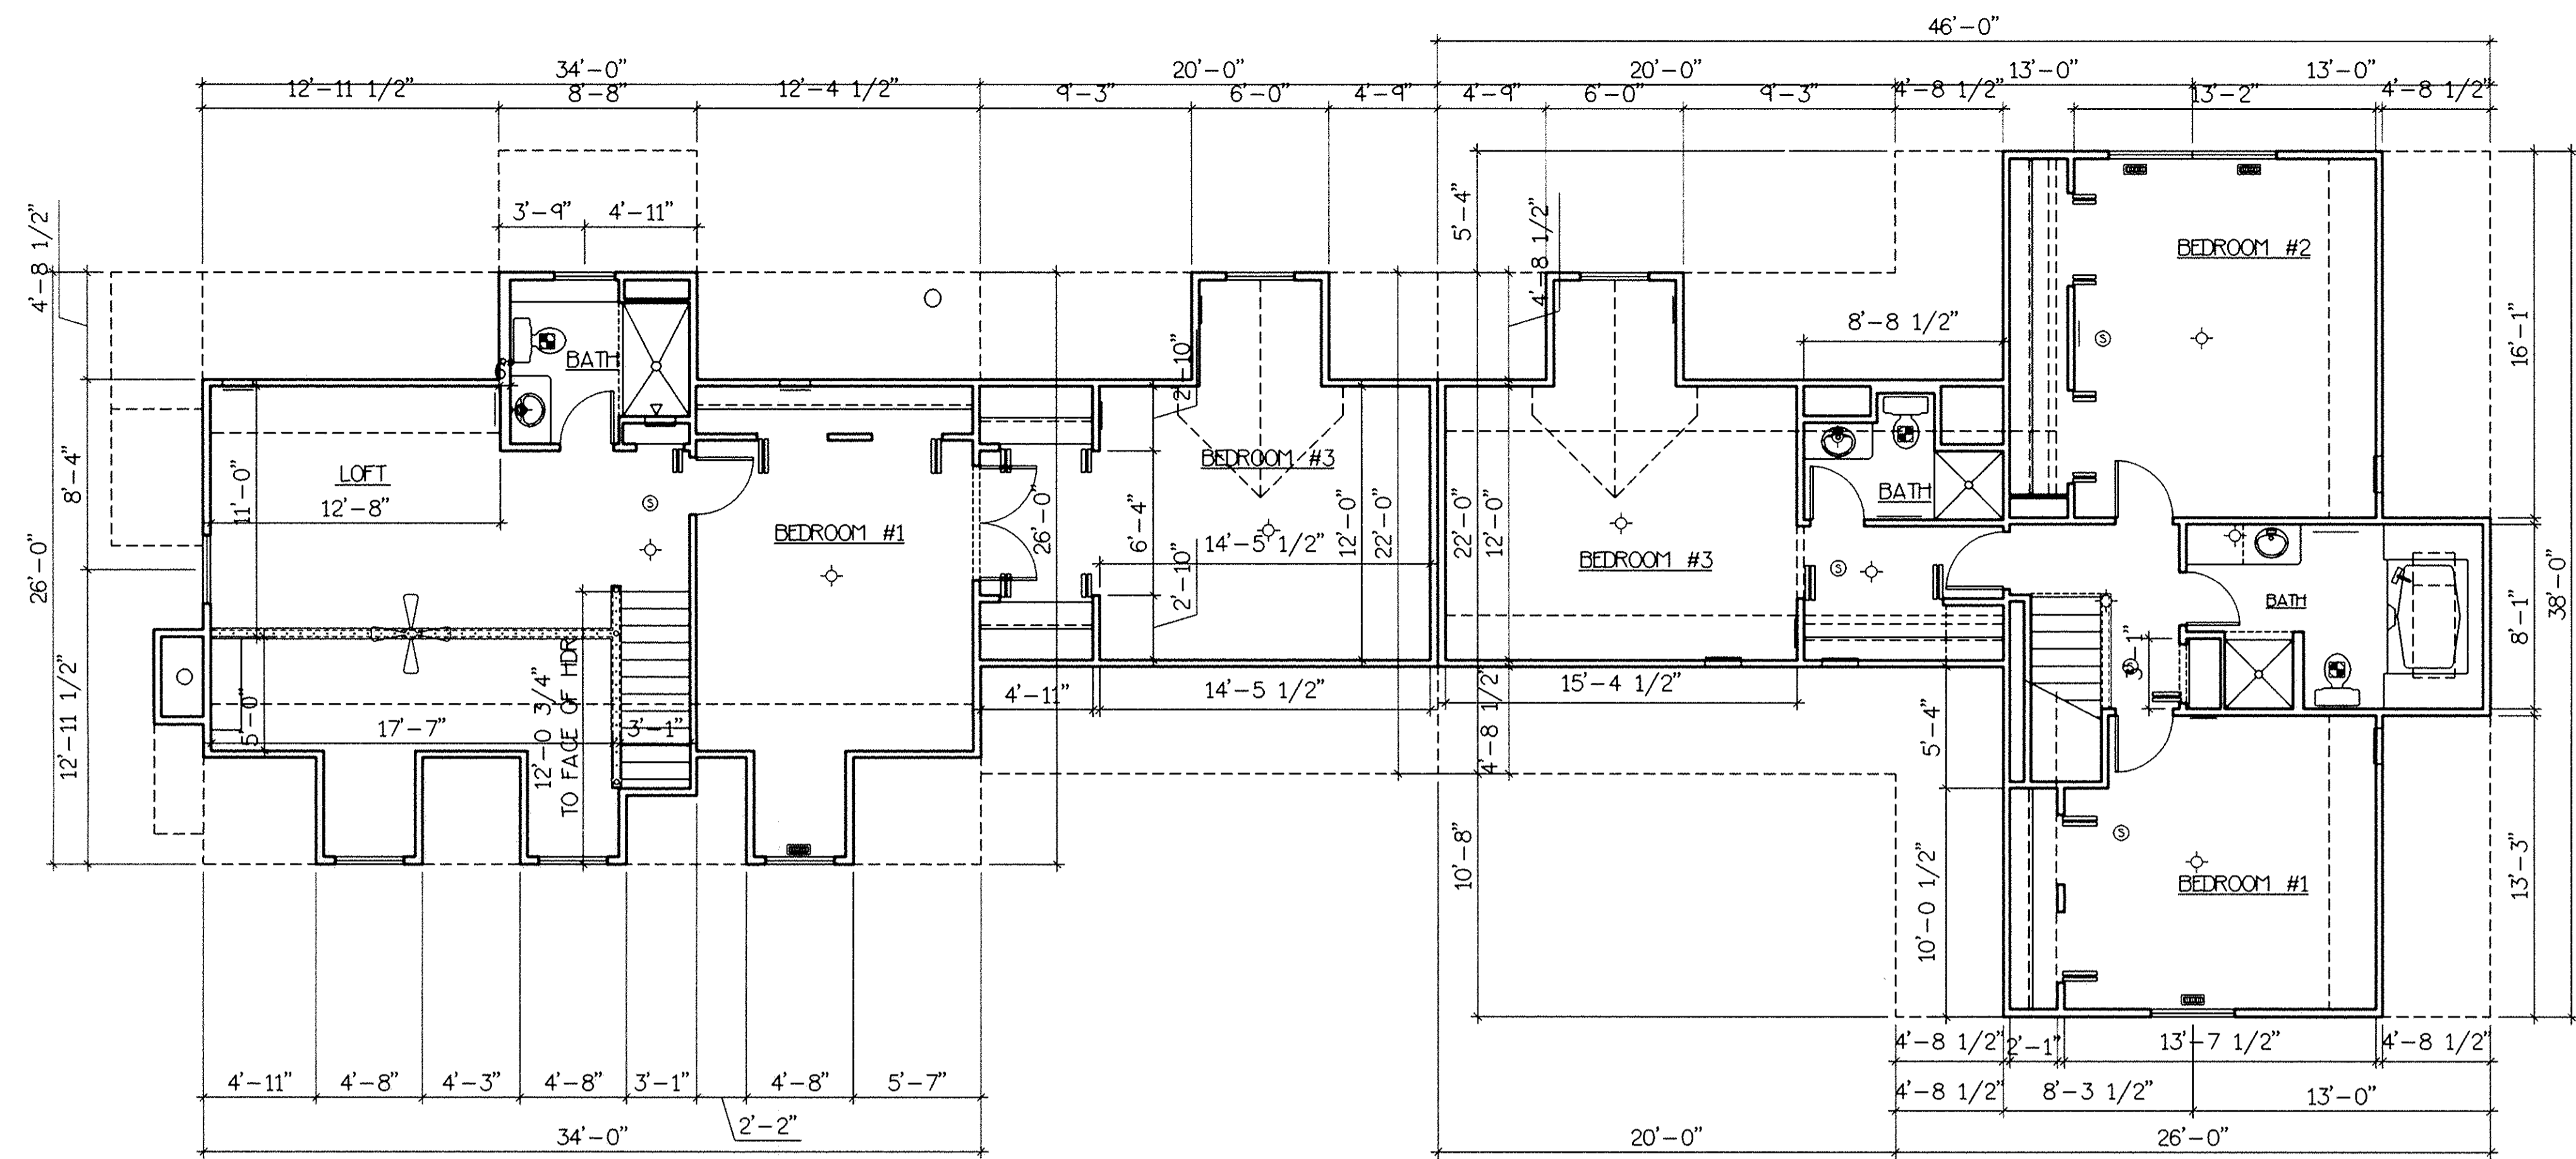 46'-0"
34'-0" 20'-0" 20'-0" 13'-0" 13'-0"
12'-11 1/2" 8'-8" 12'-4 1/2" 9'-3" 6'-0" 4'-9" 4'-9" 6'-0" 9'-3" 4'-8 1/2" 13'-2" 4'-8 1/2"
3'-9" 4'-11"
4'-8 1/2"
5'-4"
4'-8 1/2"
BEDROOM #2
8'-8 1/2"
16'-1"
BATH
2'-10"
8'-4"
LOFT
11'-0"
12'-8"
BEDROOM #3
S
BEDROOM #1
26'-0"
26'-0"
6'-4"
14'-5 1/2"
12'-0"
22'-0"
22'-0"
12'-0"
BEDROOM #3
BATH
S
S
2'-10"
BATH
8'-1"
38'-0"
3'-1"
S
12'-11 1/2"
5'-0"
17'-7"
12'-0 3/4"
TO FACE OF HDR
3'-1"
4'-11" 14'-5 1/2" 15'-4 1/2"
4'-8 1/2"
5'-4"
10'-8"
10'-0 1/2"
S
BEDROOM #1
13'-3"
4'-8 1/2" 2'-1" 13'-7 1/2" 4'-8 1/2"
4'-11" 4'-8" 4'-3" 4'-8" 3'-1" 4'-8" 5'-7"
4'-8 1/2" 8'-3 1/2" 13'-0"
2'-2"
34'-0" 20'-0" 26'-0"